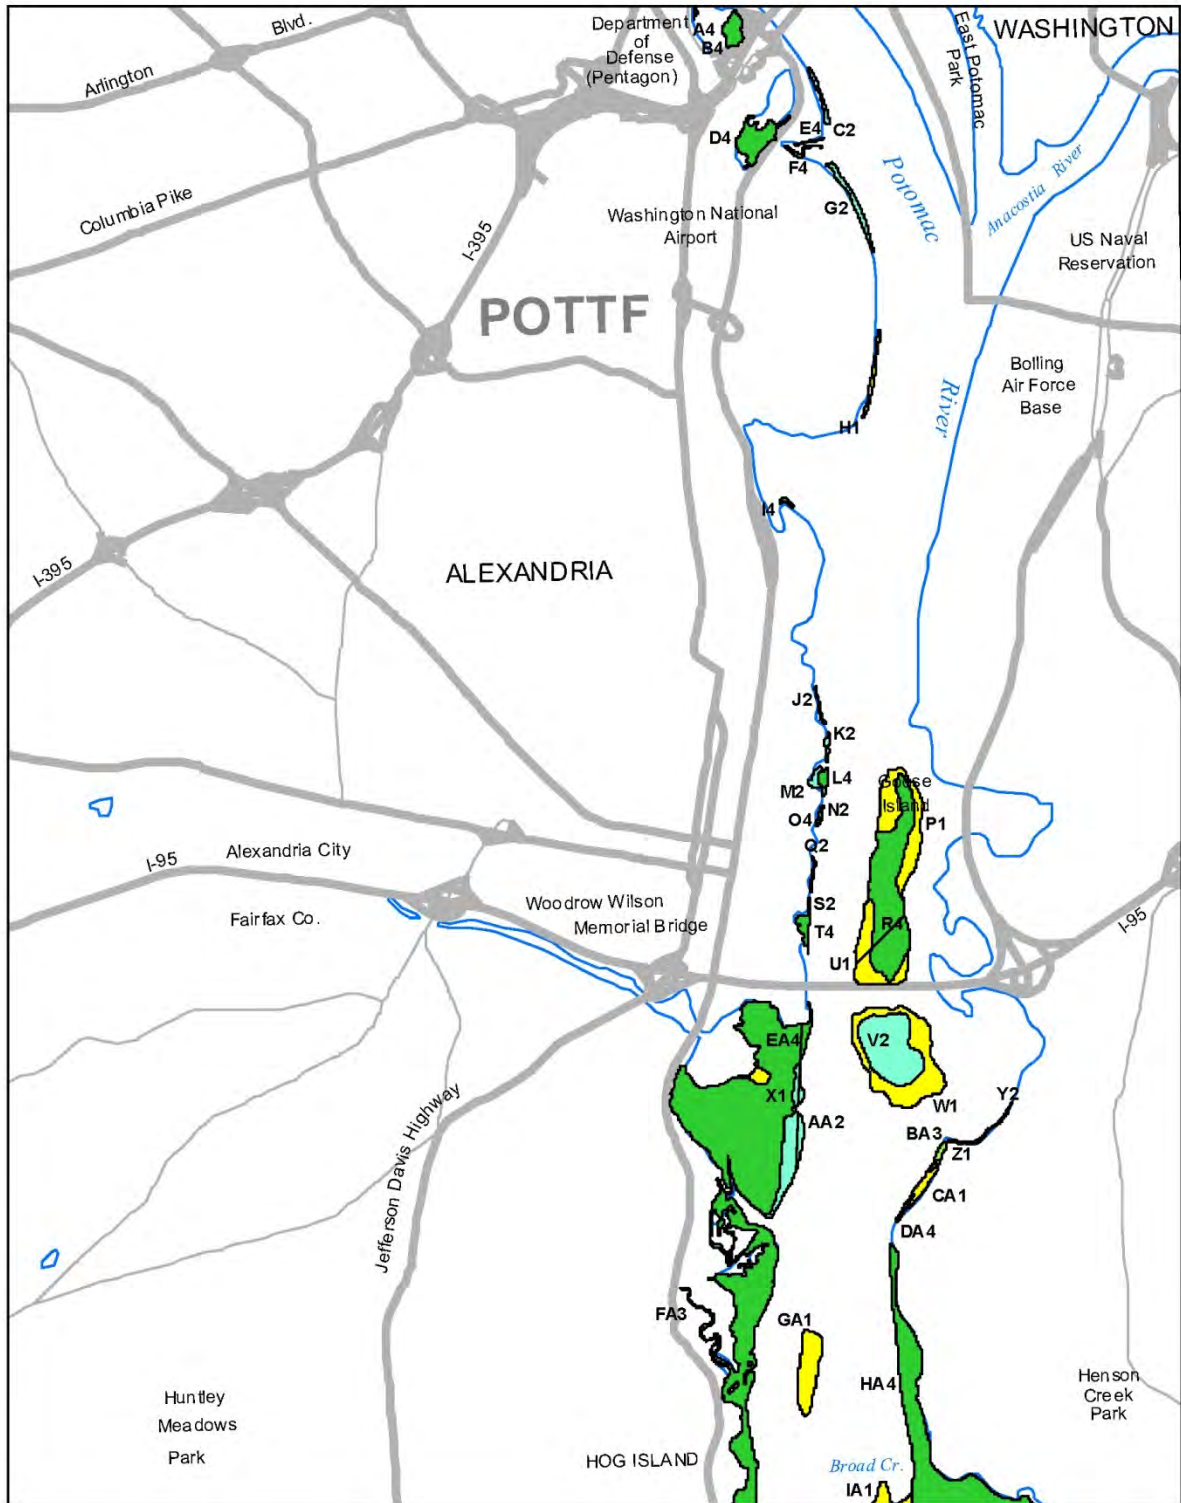 Blvd.
Department
of
Defense
(Pentagon)
A4
B4
East Potomac
Park
WASHINGTON
Arlington
D4
E4
C2
F4
Potomac
Anacostia River
Columbia Pike
G2
Washington National
Airport
I-395
US Naval
Reservation
POTTF
Bolling
Air Force
Base
River
H1
I4
I-395
ALEXANDRIA
J2
K2
Goose
Island
M2
L4
N2
O4
P1
Q2
I-95
Alexandria City
Fairfax Co.
Woodrow Wilson
Memorial Bridge
S2
T4
R4
I-95
U1
EA4
V2
X1
W1
Y2
AA2
BA3
Z1
CA1
DA4
Jefferson Davis Highway
FA3
GA1
HA4
Henson
Creek
Park
Huntley
Meadows
Park
HOG ISLAND
Broad Cr.
IA1